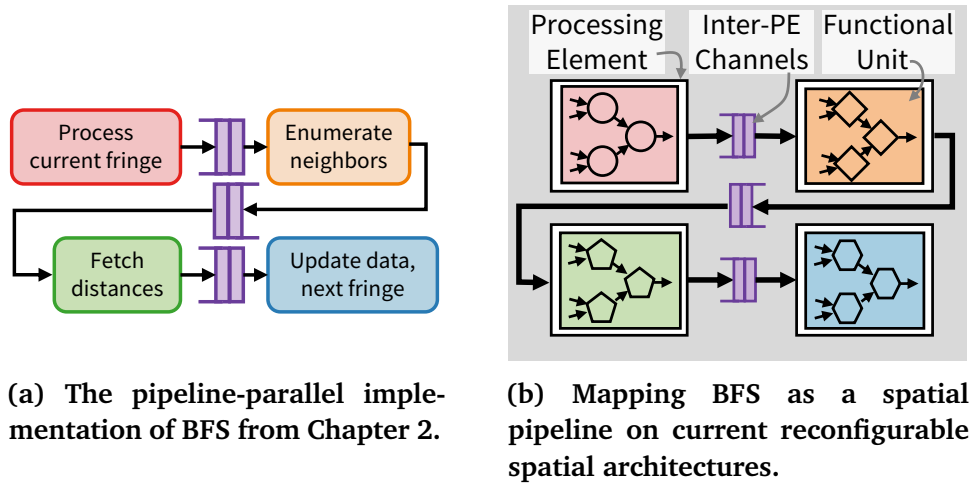 Process
current fringe
Enumerate
neighbors
Fetch
distances
Update data,
next fringe
(a) The pipeline-parallel imple-
mentation of BFS from Chapter 2.
Processing
Element
Inter-PE
Channels
Functional
Unit
(b) Mapping BFS as a spatial
pipeline on current reconfigurable
spatial architectures.